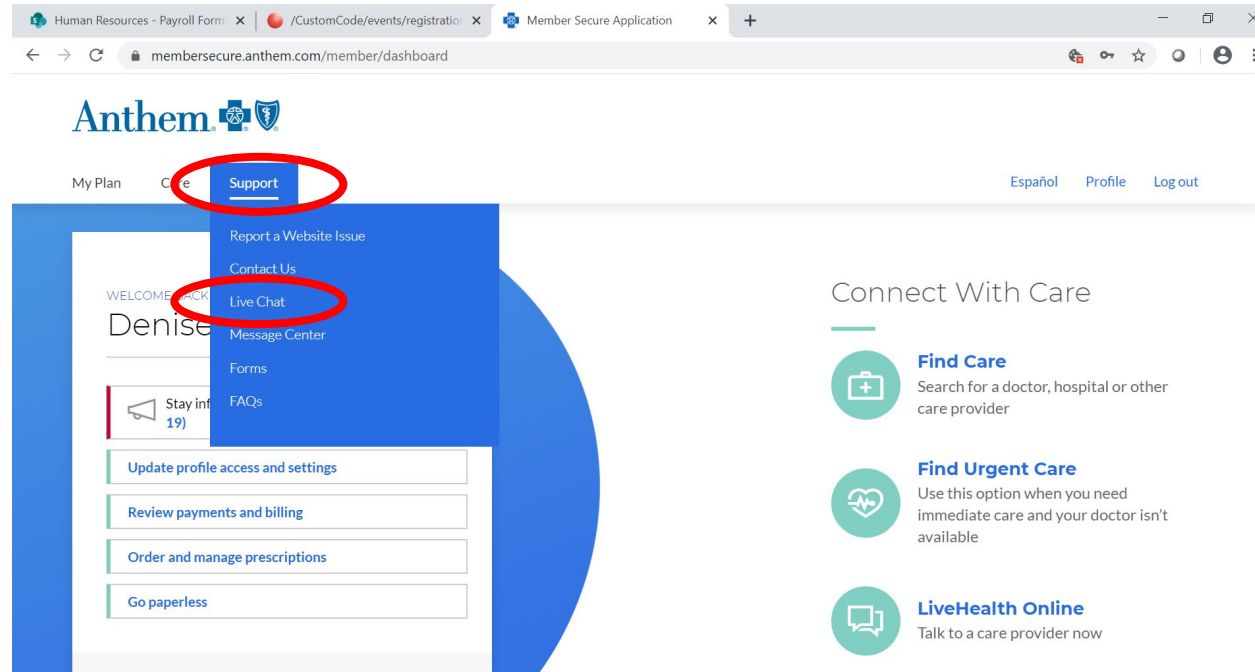 Human Resources - Payroll Form
/CustomCode/events/registratio
Member Secure Application
membersecure.anthem.com/member/dashboard
Anthem
My Plan
Support
Español
Profile
Log out
Report a Website Issue
Contact Us
Live Chat
Message Center
Forms
FAQs
WELCOME
Denise
Stay inf
19)
Update profile access and settings
Review payments and billing
Order and manage prescriptions
Go paperless
Connect With Care
Find Care
Search for a doctor, hospital or other
care provider
Find Urgent Care
Use this option when you need
immediate care and your doctor isn't
available
LiveHealth Online
Talk to a care provider now